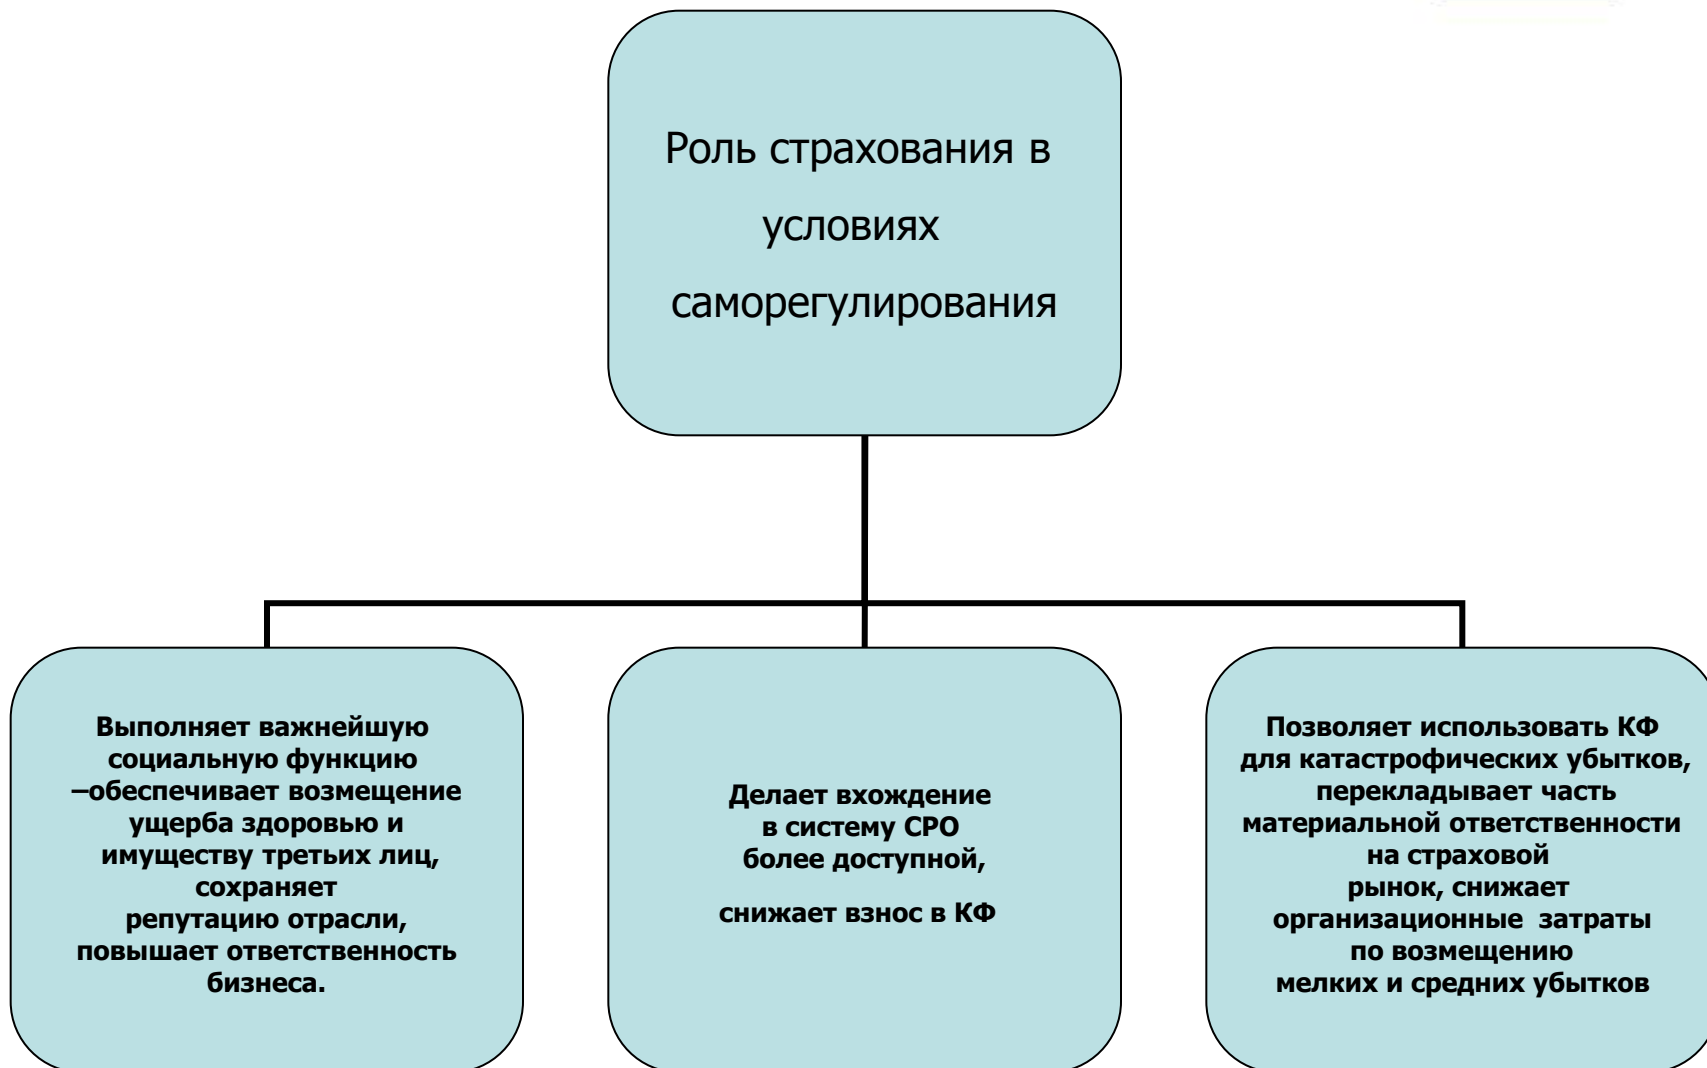 Роль страхования в
условиях
саморегулирования
Выполняет важнейшую
социальную функцию
–обеспечивает возмещение
ущерба здоровью и
имуществу третьих лиц,
сохраняет
репутацию отрасли,
повышает ответственность
бизнеса.
Делает вхождение
в систему СРО
более доступной,
снижает взнос в КФ
Позволяет использовать КФ
для катастрофических убытков,
перекладывает часть
материальной ответственности
на страховой
рынок, снижает
организационные затраты
по возмещению
мелких и средних убытков